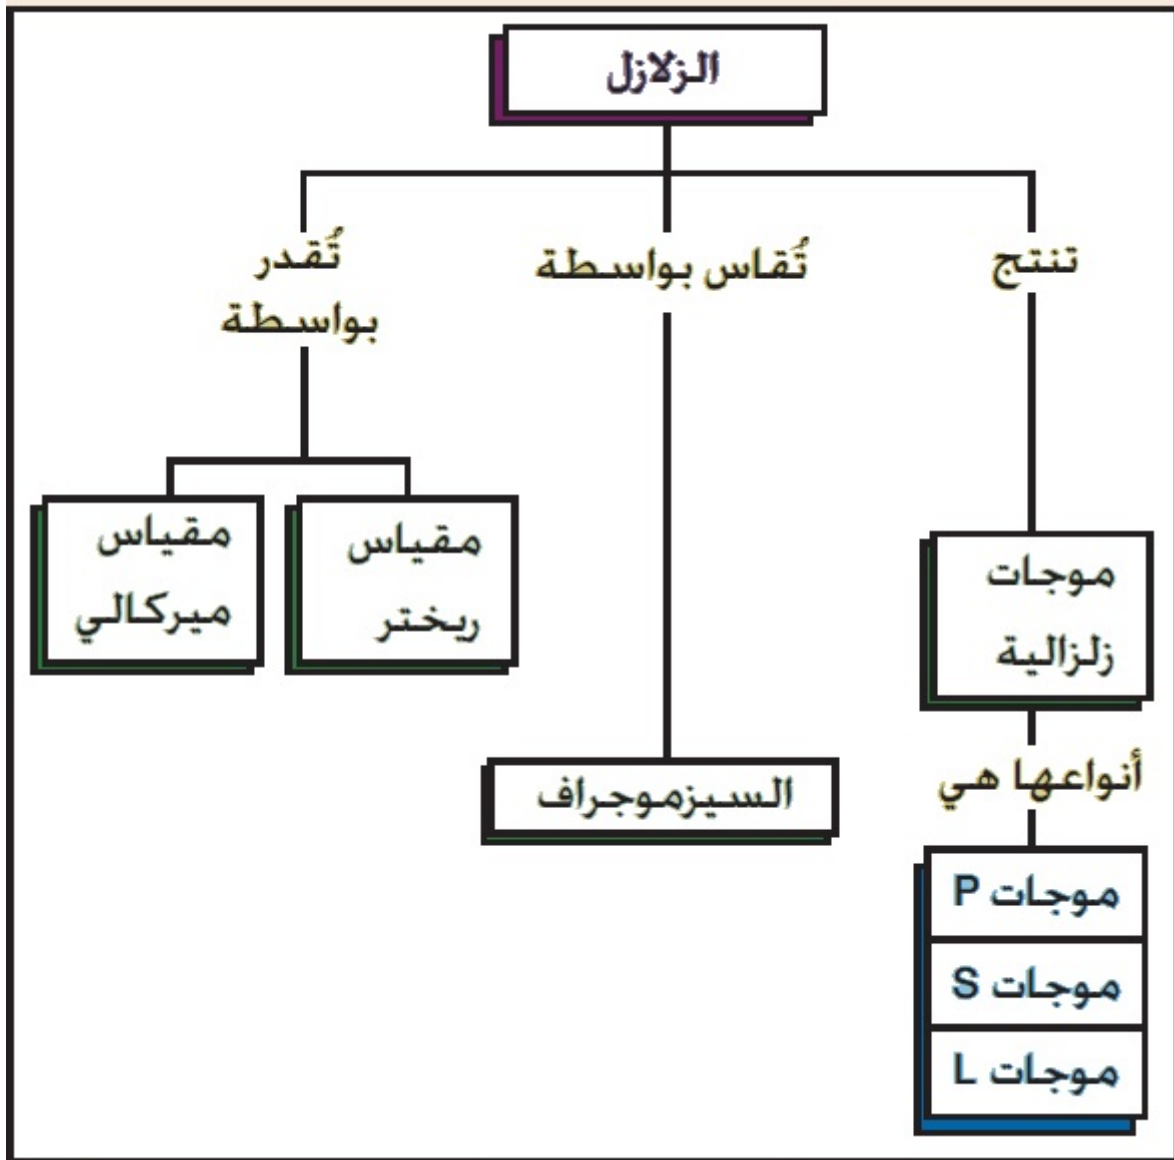 الزلازل
تنتج
تُقاس بواسطة
تُقدر
بواسطة
موجات
زلزالية
مقياس
ريختر
مقياس
ميركالي
السيزموجراف
أنواعها هي
موجات P
موجات S
موجات L